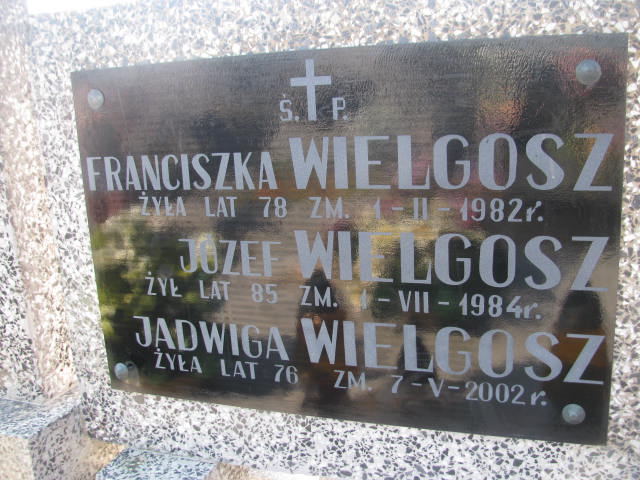 Ś. P.
FRANCISZKA WIELGOSZ
ŻYŁA LAT 78 ZM. 1-II-1982r.
JÓZEF WIELGOSZ
ŻYŁ LAT 85 ZM. 1-VII-1984r.
JADWIGA WIELGOSZ
ŻYŁA LAT 76 ZM. 7-V-2002r.